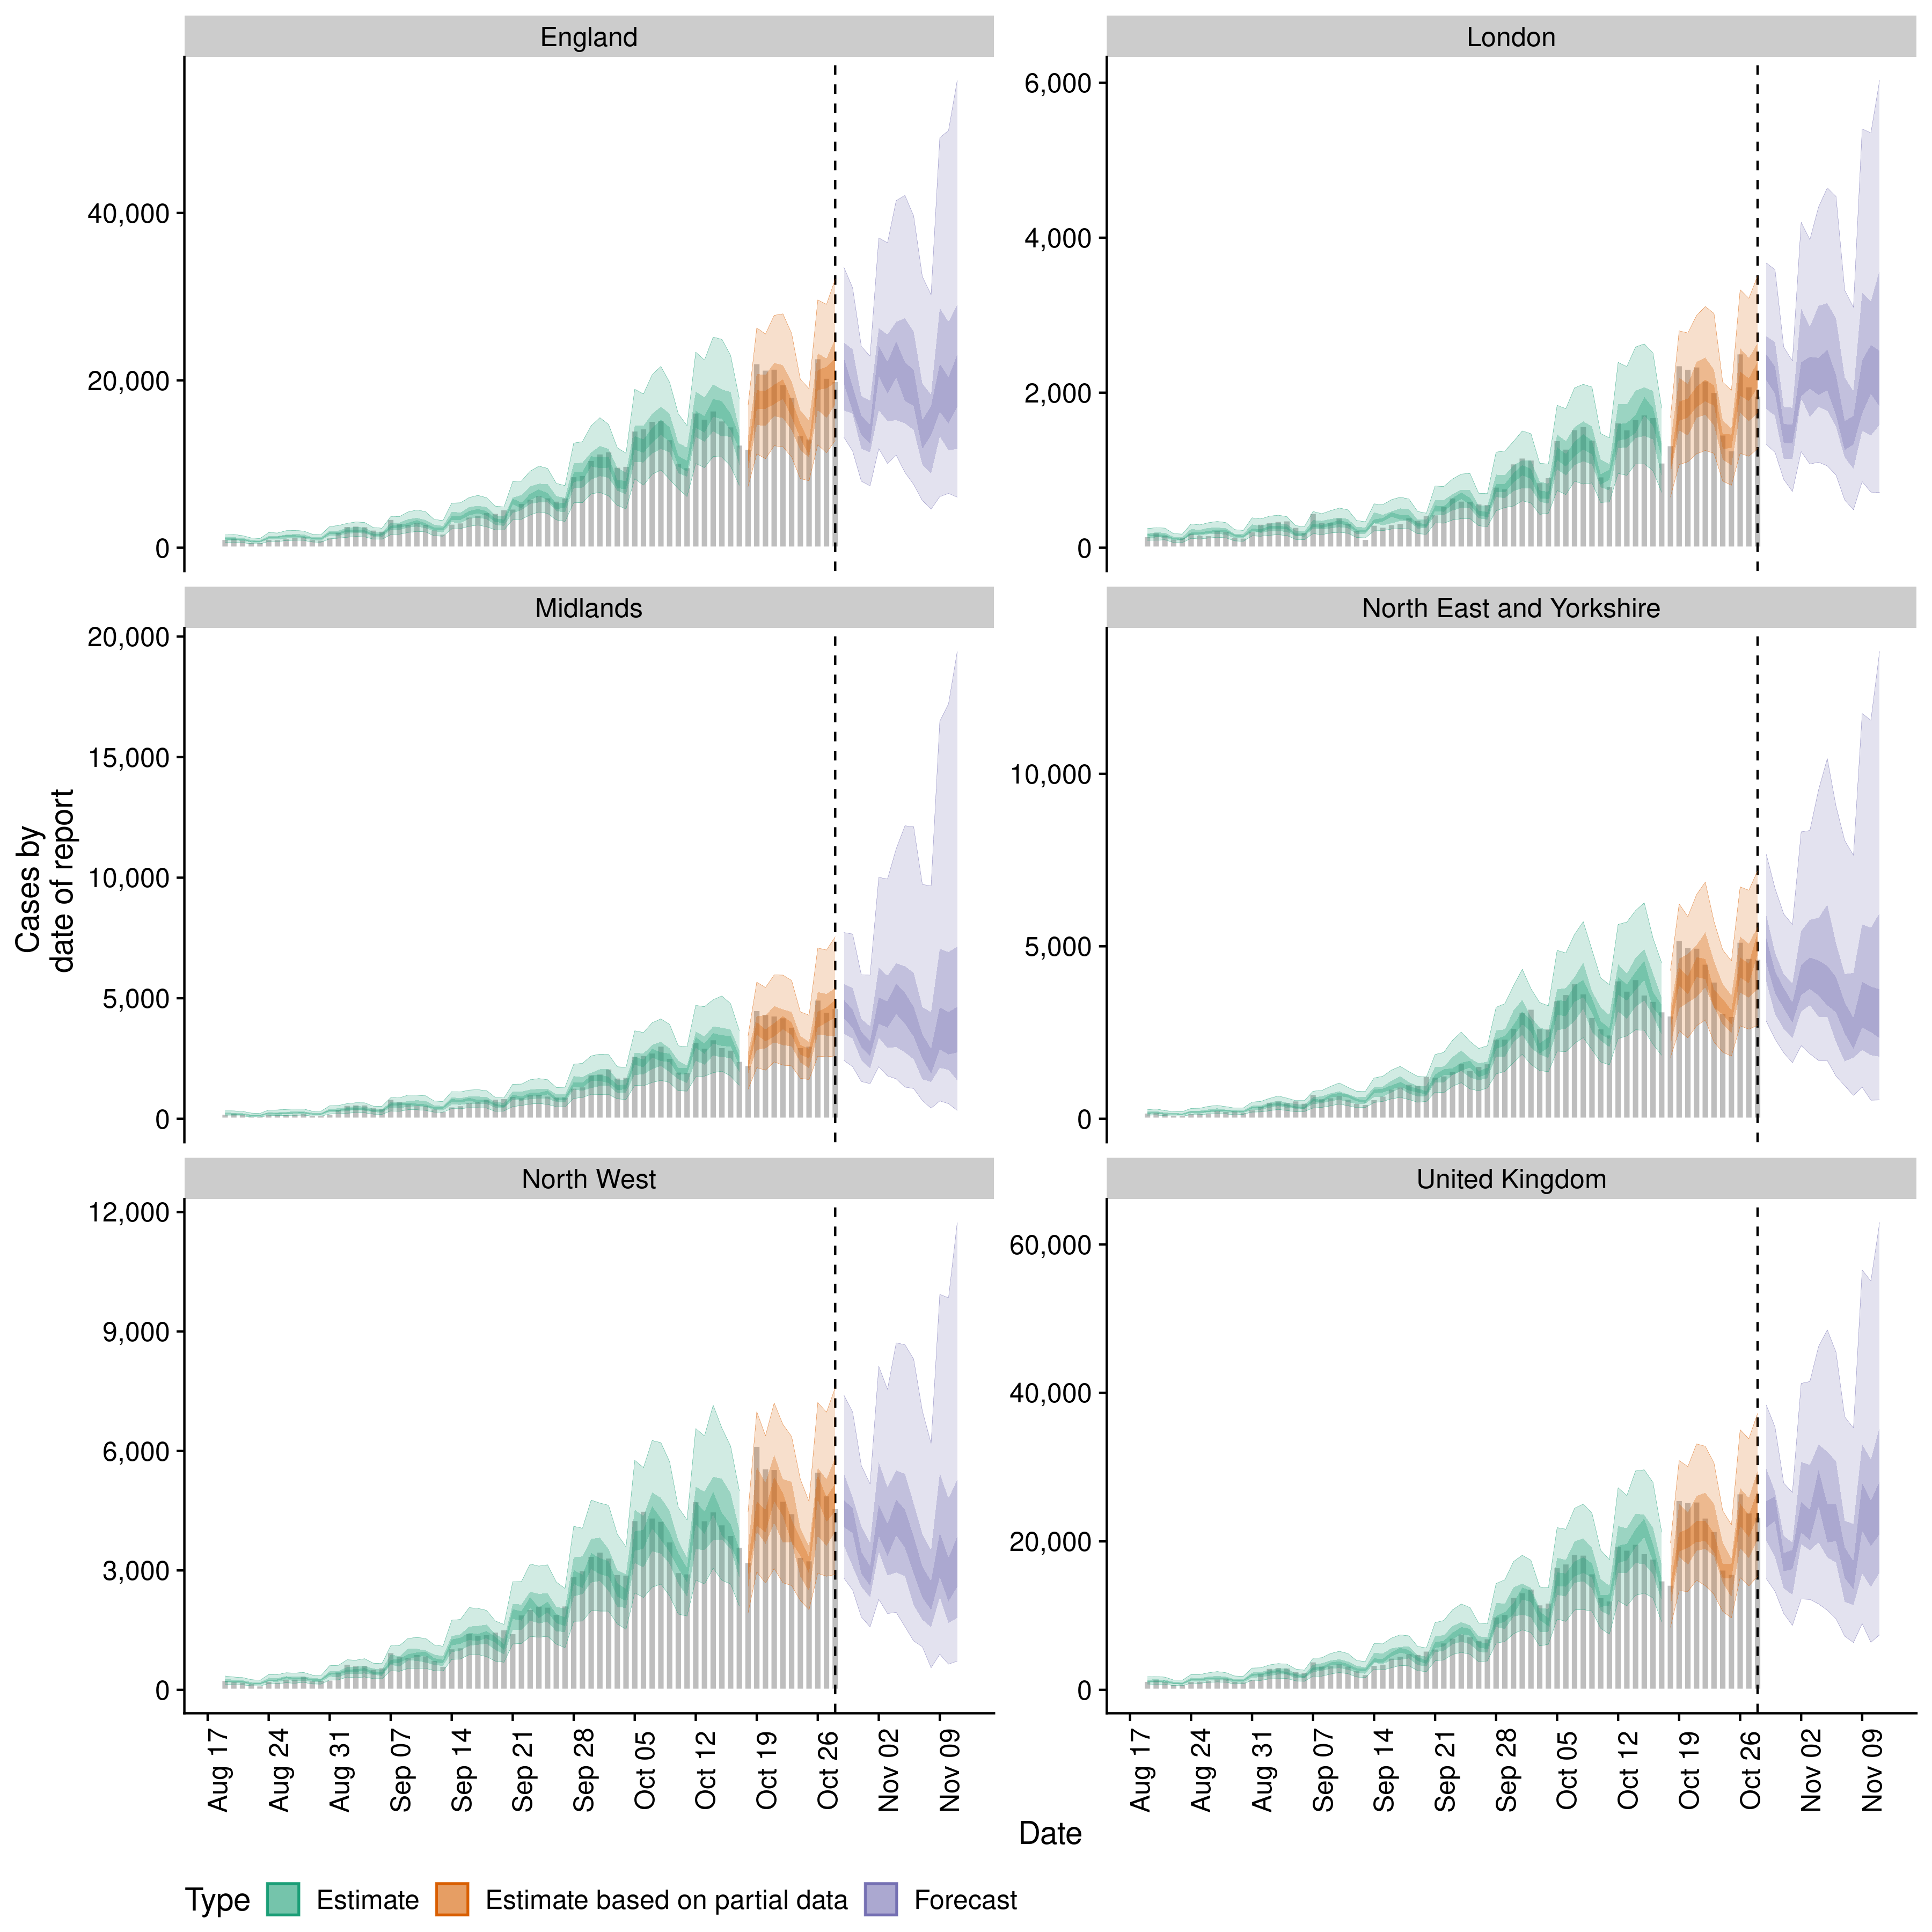 England
London
40,000
20,000
0
6,000
4,000
2,000
0
Midlands
North East and Yorkshire
20,000
15,000
10,000
5,000
0
10,000
5,000
0
Cases by
date of report
North West
United Kingdom
12,000
9,000
6,000
3,000
0
60,000
40,000
20,000
0
Aug 17
Aug 24
Aug 31
Sep 07
Sep 14
Sep 21
Sep 28
Oct 05
Oct 12
Oct 19
Oct 26
Nov 02
Nov 09
Aug 17
Aug 24
Aug 31
Sep 07
Sep 14
Sep 21
Sep 28
Oct 05
Oct 12
Oct 19
Oct 26
Nov 02
Nov 09
Date
Type Estimate Estimate based on partial data Forecast